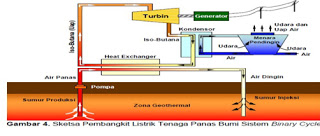 Turbin
Generator
Iso-Butana (Uap)
Kondensor
Iso-Butana
Menara
Pendingin
Udara dan
Uap Air
Udara
Udara
Air
Air
Heat Exchanger
Air Panas
Air Dingin
Pompa
Sumur Produksi
Sumur Injeksi
Zona Geothermal
Gambar 4. Sketsa Pembangkit Listrik Tenaga Panas Bumi Sistem Binary Cycle